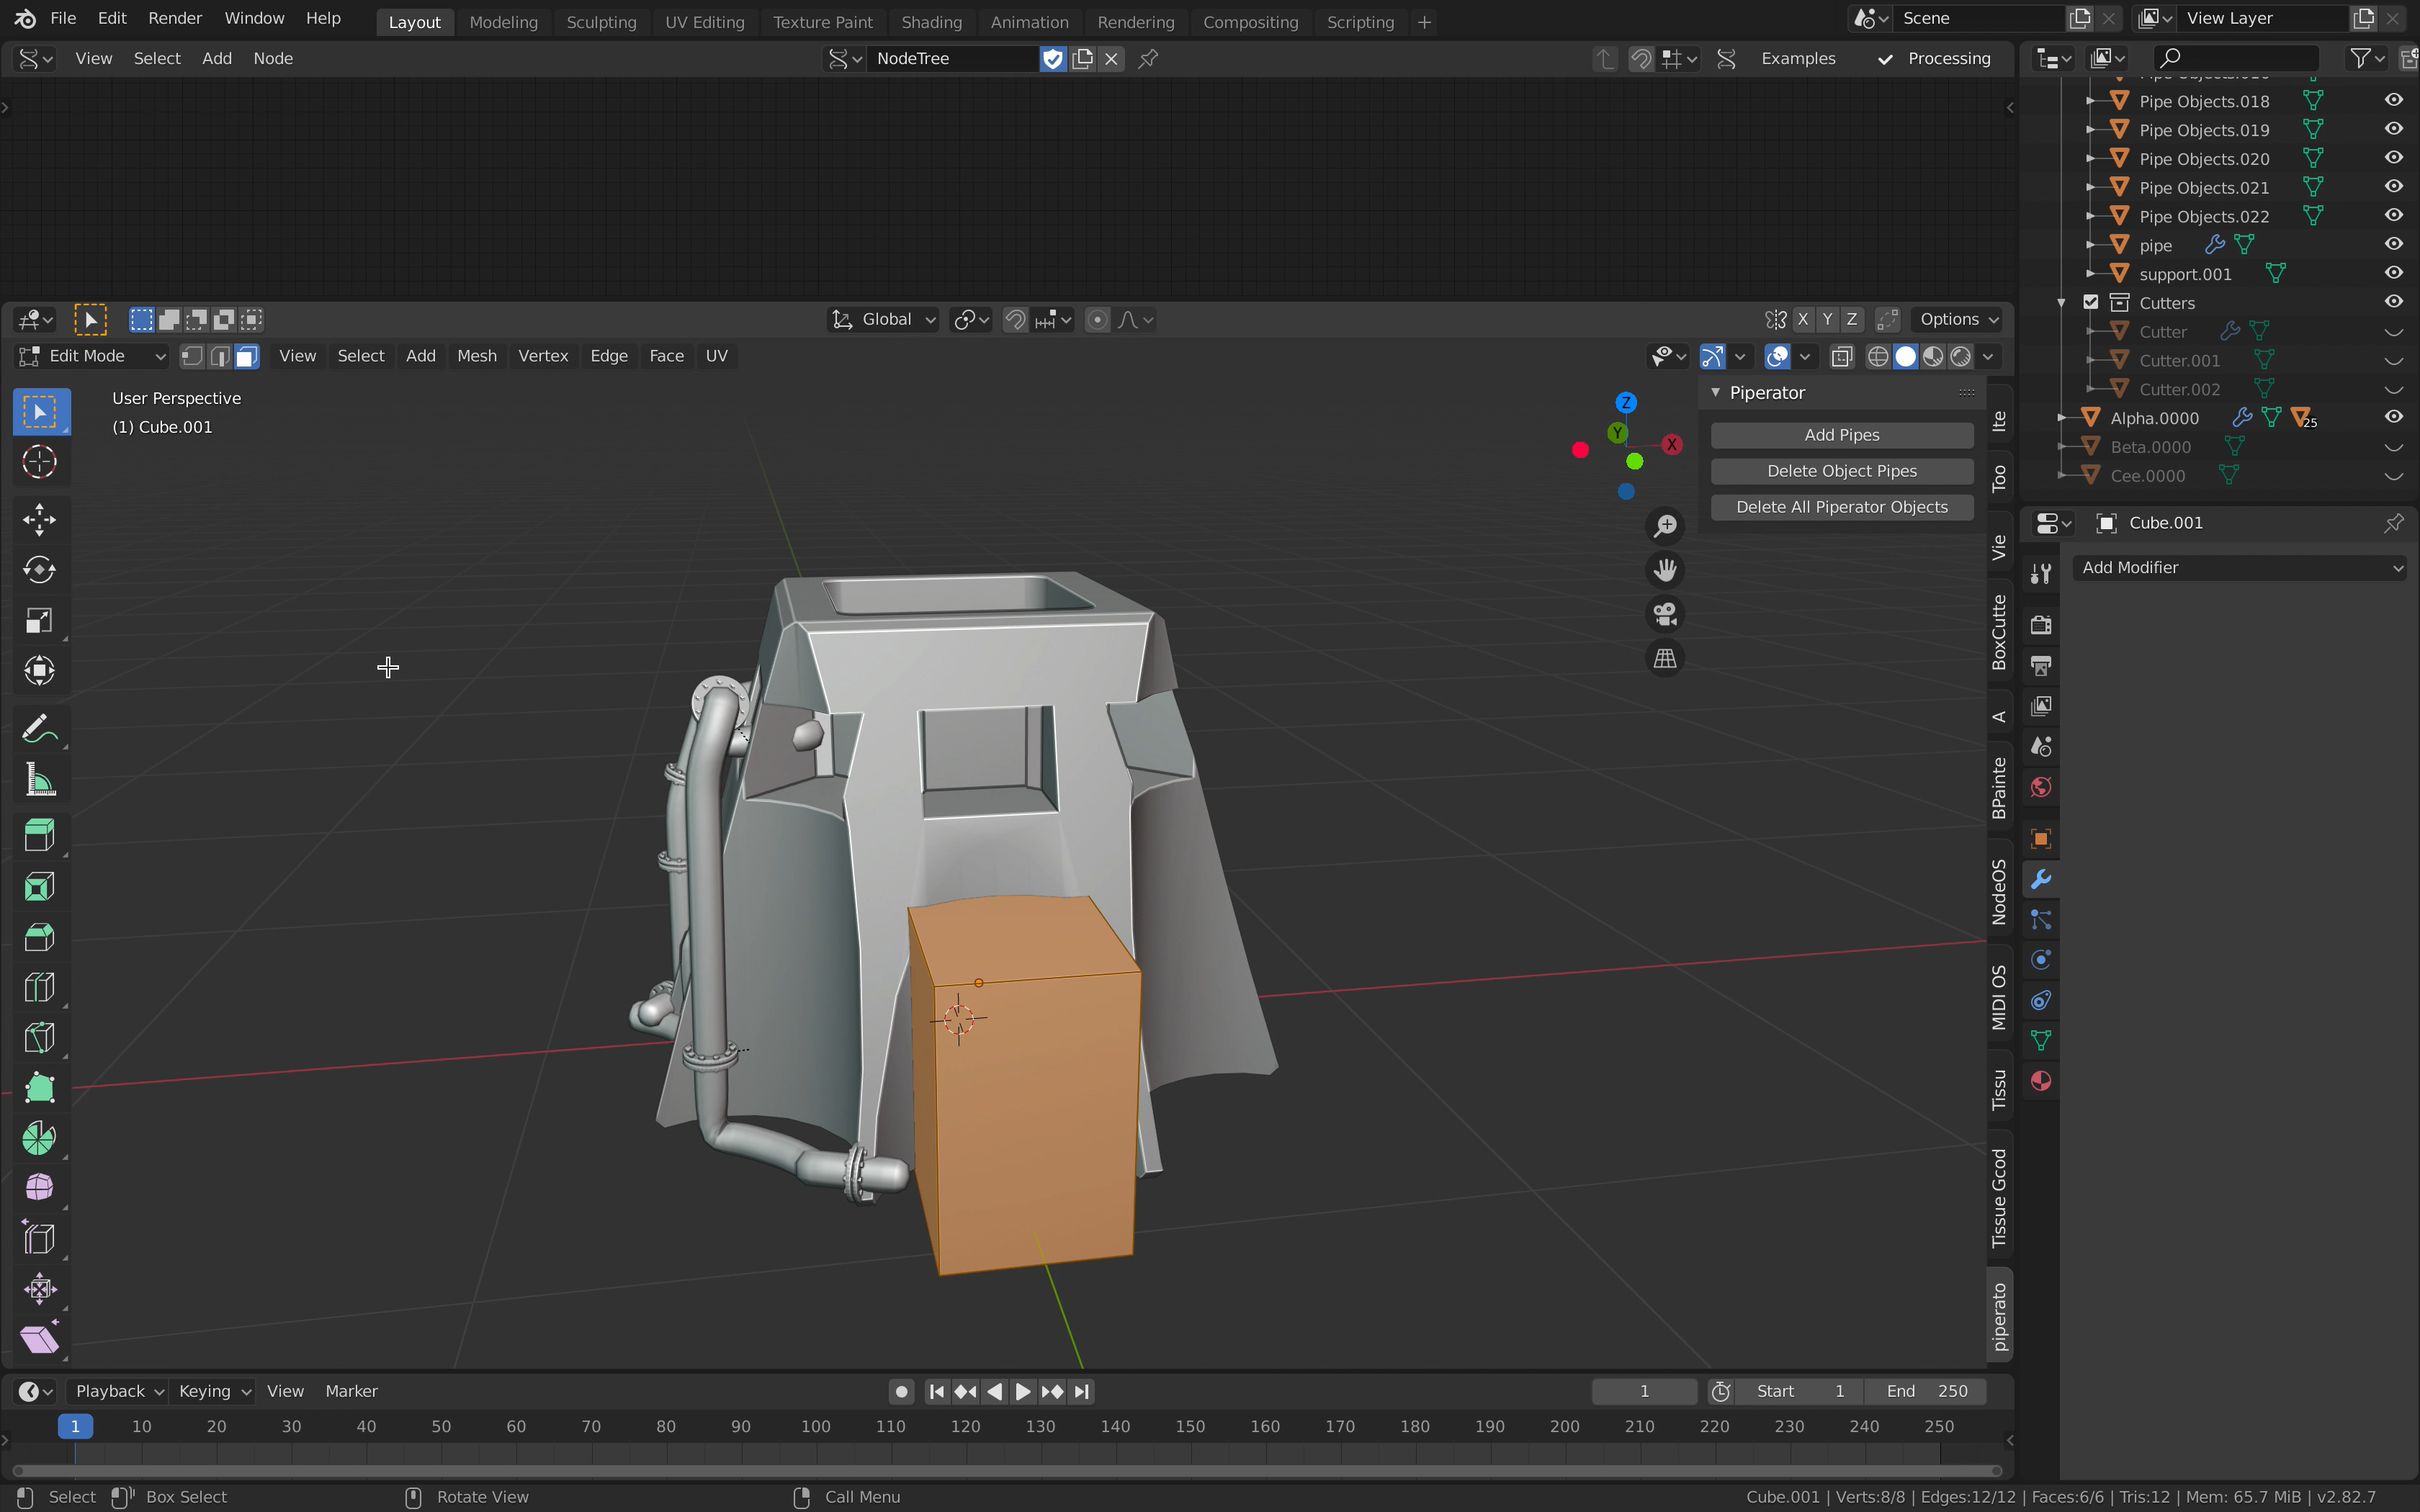 File Edit Render Window Help Layout Modeling Sculpting UV Editing Texture Paint Shading Animation Rendering Compositing Scripting + Scene View Layer
View Select Add Node NodeTree Examples Processing
Pipe Objects.018
Pipe Objects.019
Pipe Objects.020
Pipe Objects.021
Pipe Objects.022
pipe
support.001
Cutters
Cutter
Cutter.001
Cutter.002
Alpha.0000 25
Beta.0000
Cee.0000
Global X Y Z Options
Edit Mode View Select Add Mesh Vertex Edge Face UV
User Perspective
(1) Cube.001
Z
Y
X
Piperator
Add Pipes
Delete Object Pipes
Delete All Piperator Objects
Ite
Too
Vie
BoxCutte
A
BPainte
NodeOS
MIDI OS
Tissu
Tissue Gcod
piperato
Cube.001
Add Modifier
Playback Keying View Marker 1 Start 1 End 250
1 10 20 30 40 50 60 70 80 90 100 110 120 130 140 150 160 170 180 190 200 210 220 230 240 250
Select Box Select Rotate View Call Menu Cube.001 | Verts:8/8 | Edges:12/12 | Faces:6/6 | Tris:12 | Mem: 65.7 MiB | v2.82.7